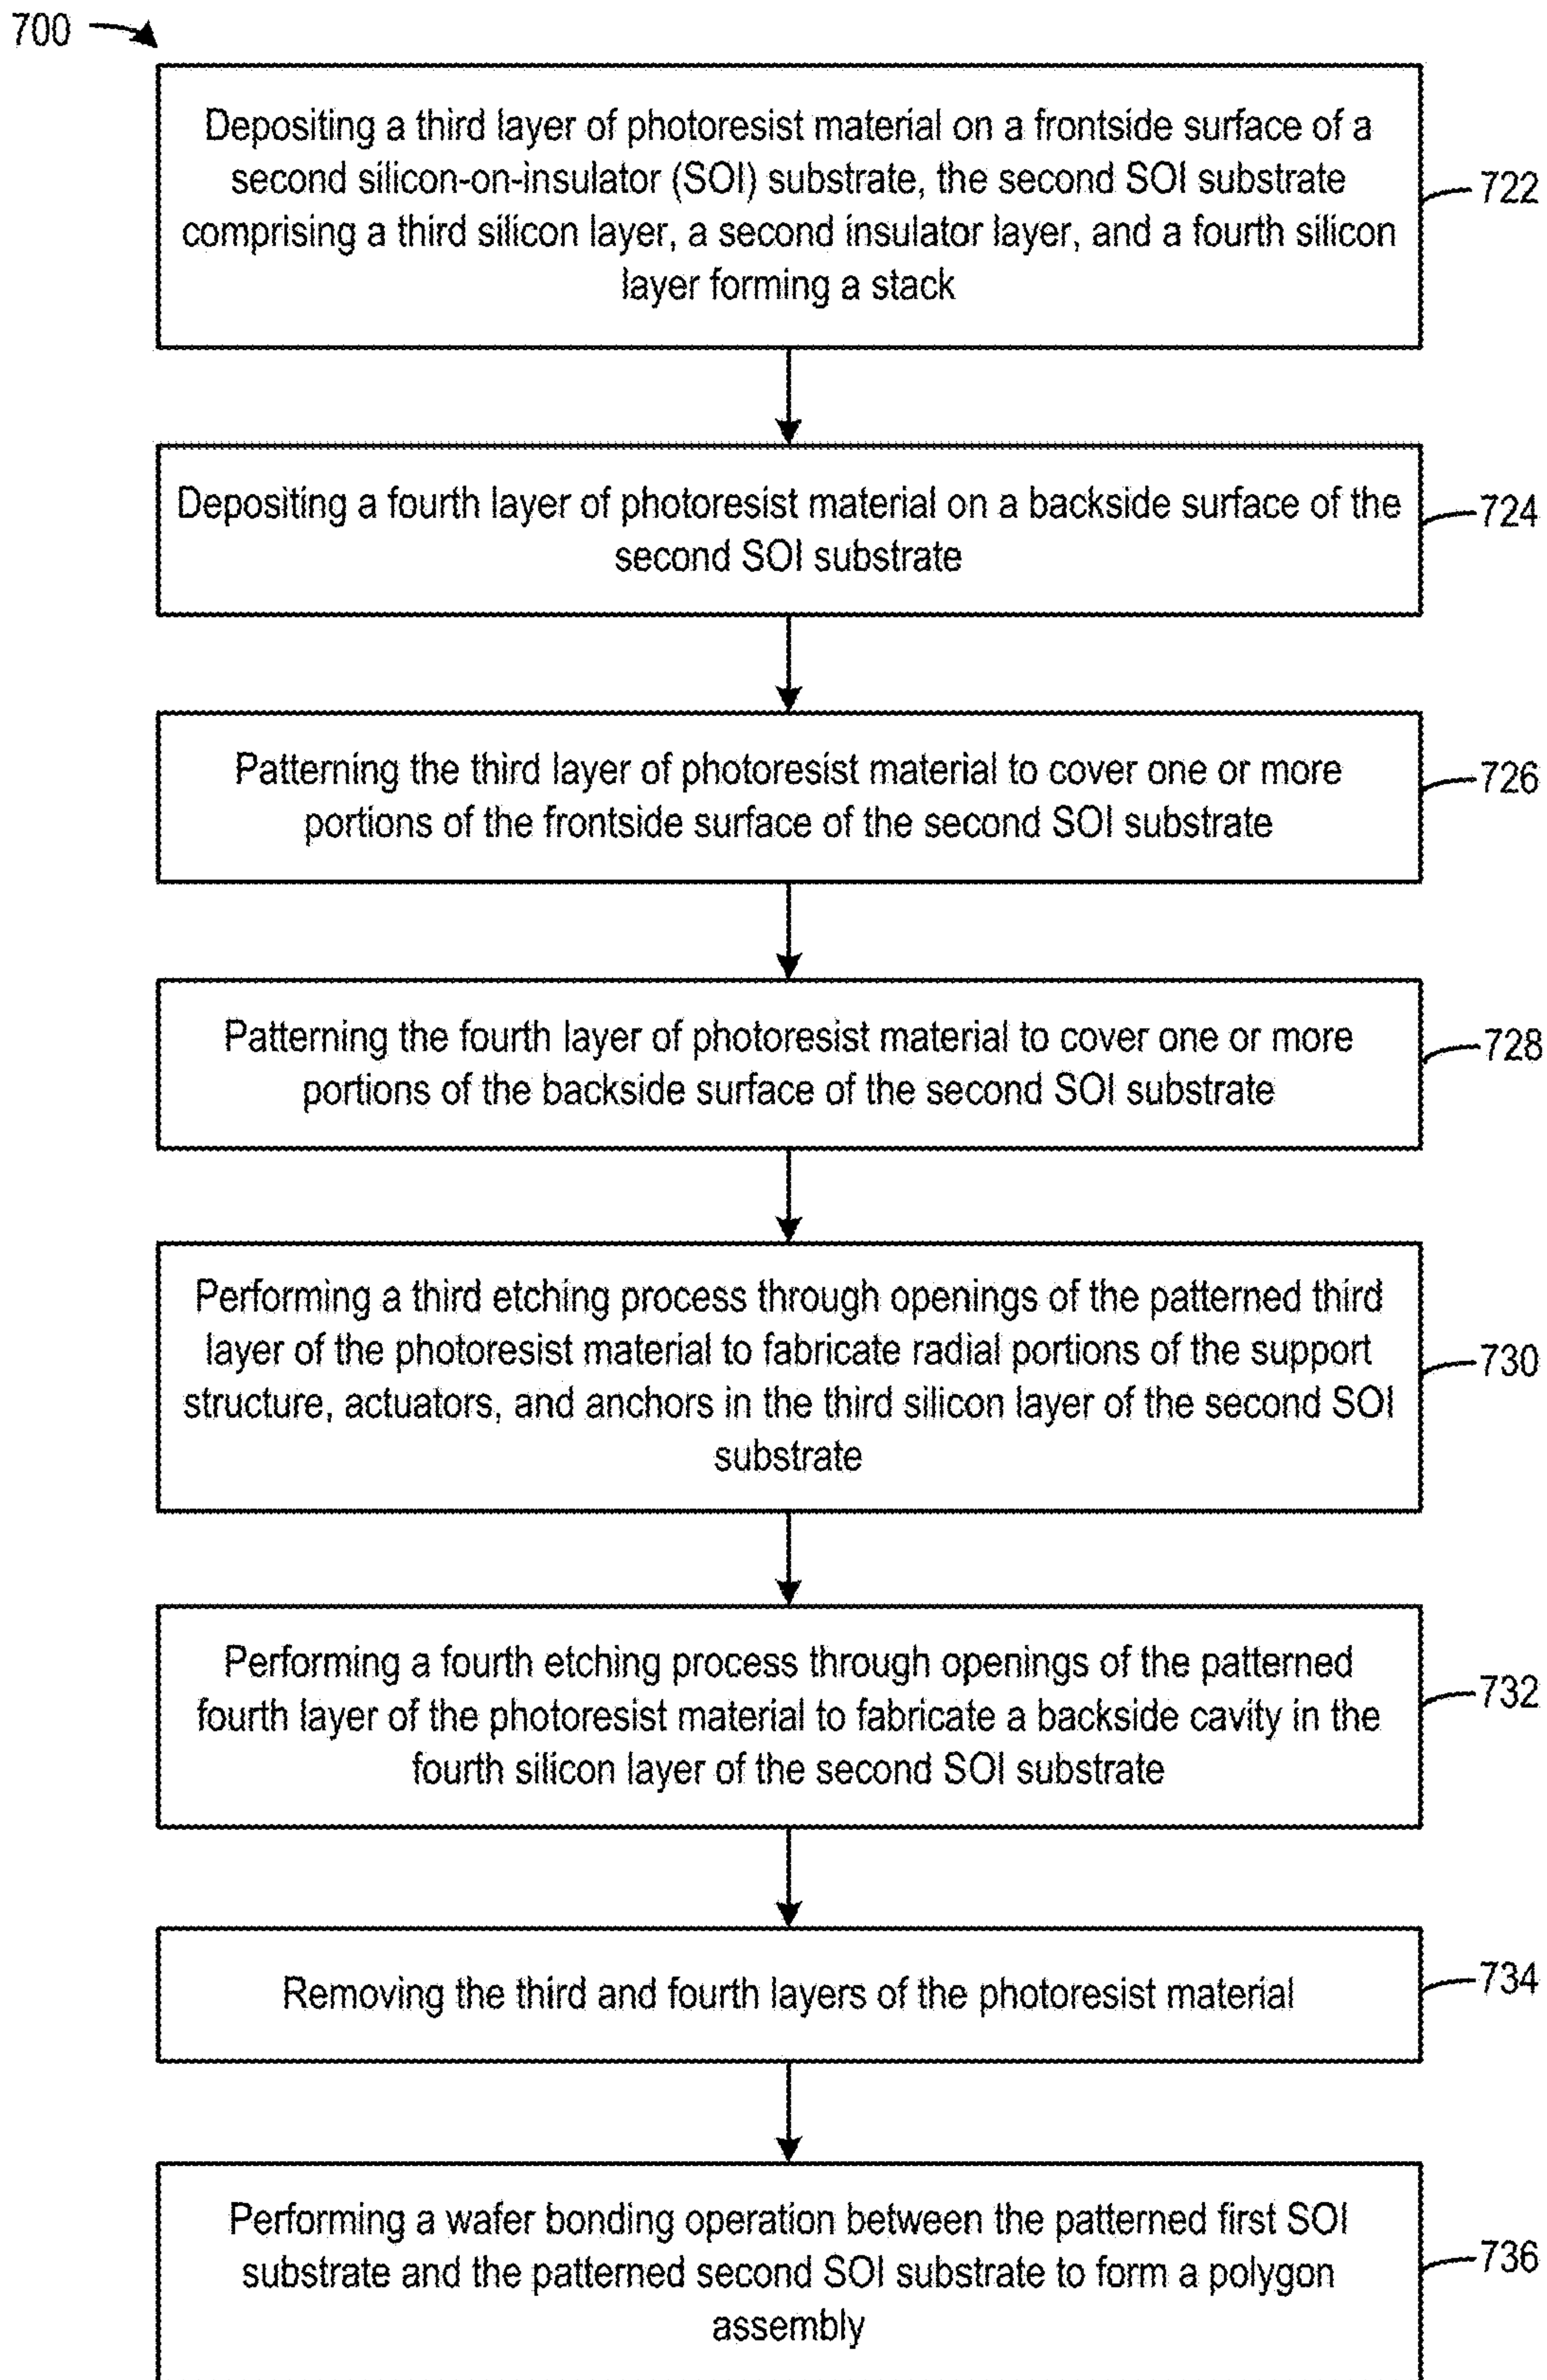 700
Depositing a third layer of photoresist material on a frontside surface of a
second silicon-on-insulator (SOI) substrate, the second SOI substrate
comprising a third silicon layer, a second insulator layer, and a fourth silicon
layer forming a stack
722
Depositing a fourth layer of photoresist material on a backside surface of the
second SOI substrate
724
Patterning the third layer of photoresist material to cover one or more
portions of the frontside surface of the second SOI substrate
726
Patterning the fourth layer of photoresist material to cover one or more
portions of the backside surface of the second SOI substrate
728
Performing a third etching process through openings of the patterned third
layer of the photoresist material to fabricate radial portions of the support
structure, actuators, and anchors in the third silicon layer of the second SOI
substrate
730
Performing a fourth etching process through openings of the patterned
fourth layer of the photoresist material to fabricate a backside cavity in the
fourth silicon layer of the second SOI substrate
732
Removing the third and fourth layers of the photoresist material
734
Performing a wafer bonding operation between the patterned first SOI
substrate and the patterned second SOI substrate to form a polygon
assembly
736